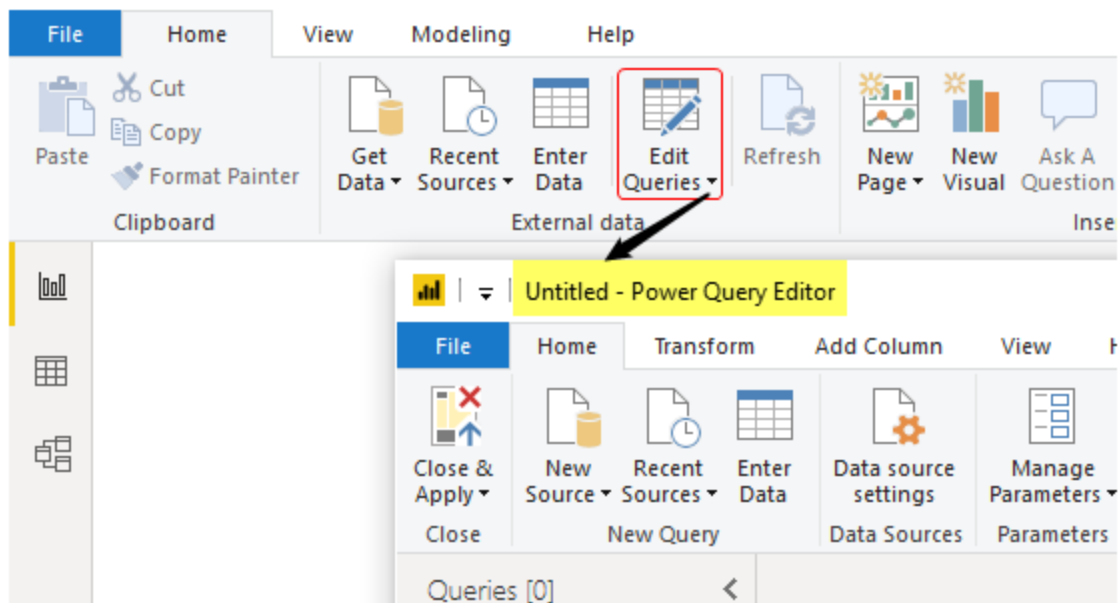 File Home View Modeling Help
Cut
Copy
Format Painter
Paste
Get Data
Recent Sources
Enter Data
Edit Queries
Refresh
New Page
New Visual
Ask A Question
Clipboard
External data
Untitled - Power Query Editor
File Home Transform Add Column View
Close & Apply
New Source
Recent Sources
Enter Data
Data source settings
Manage Parameters
Close
New Query
Data Sources
Parameters
Queries [0]